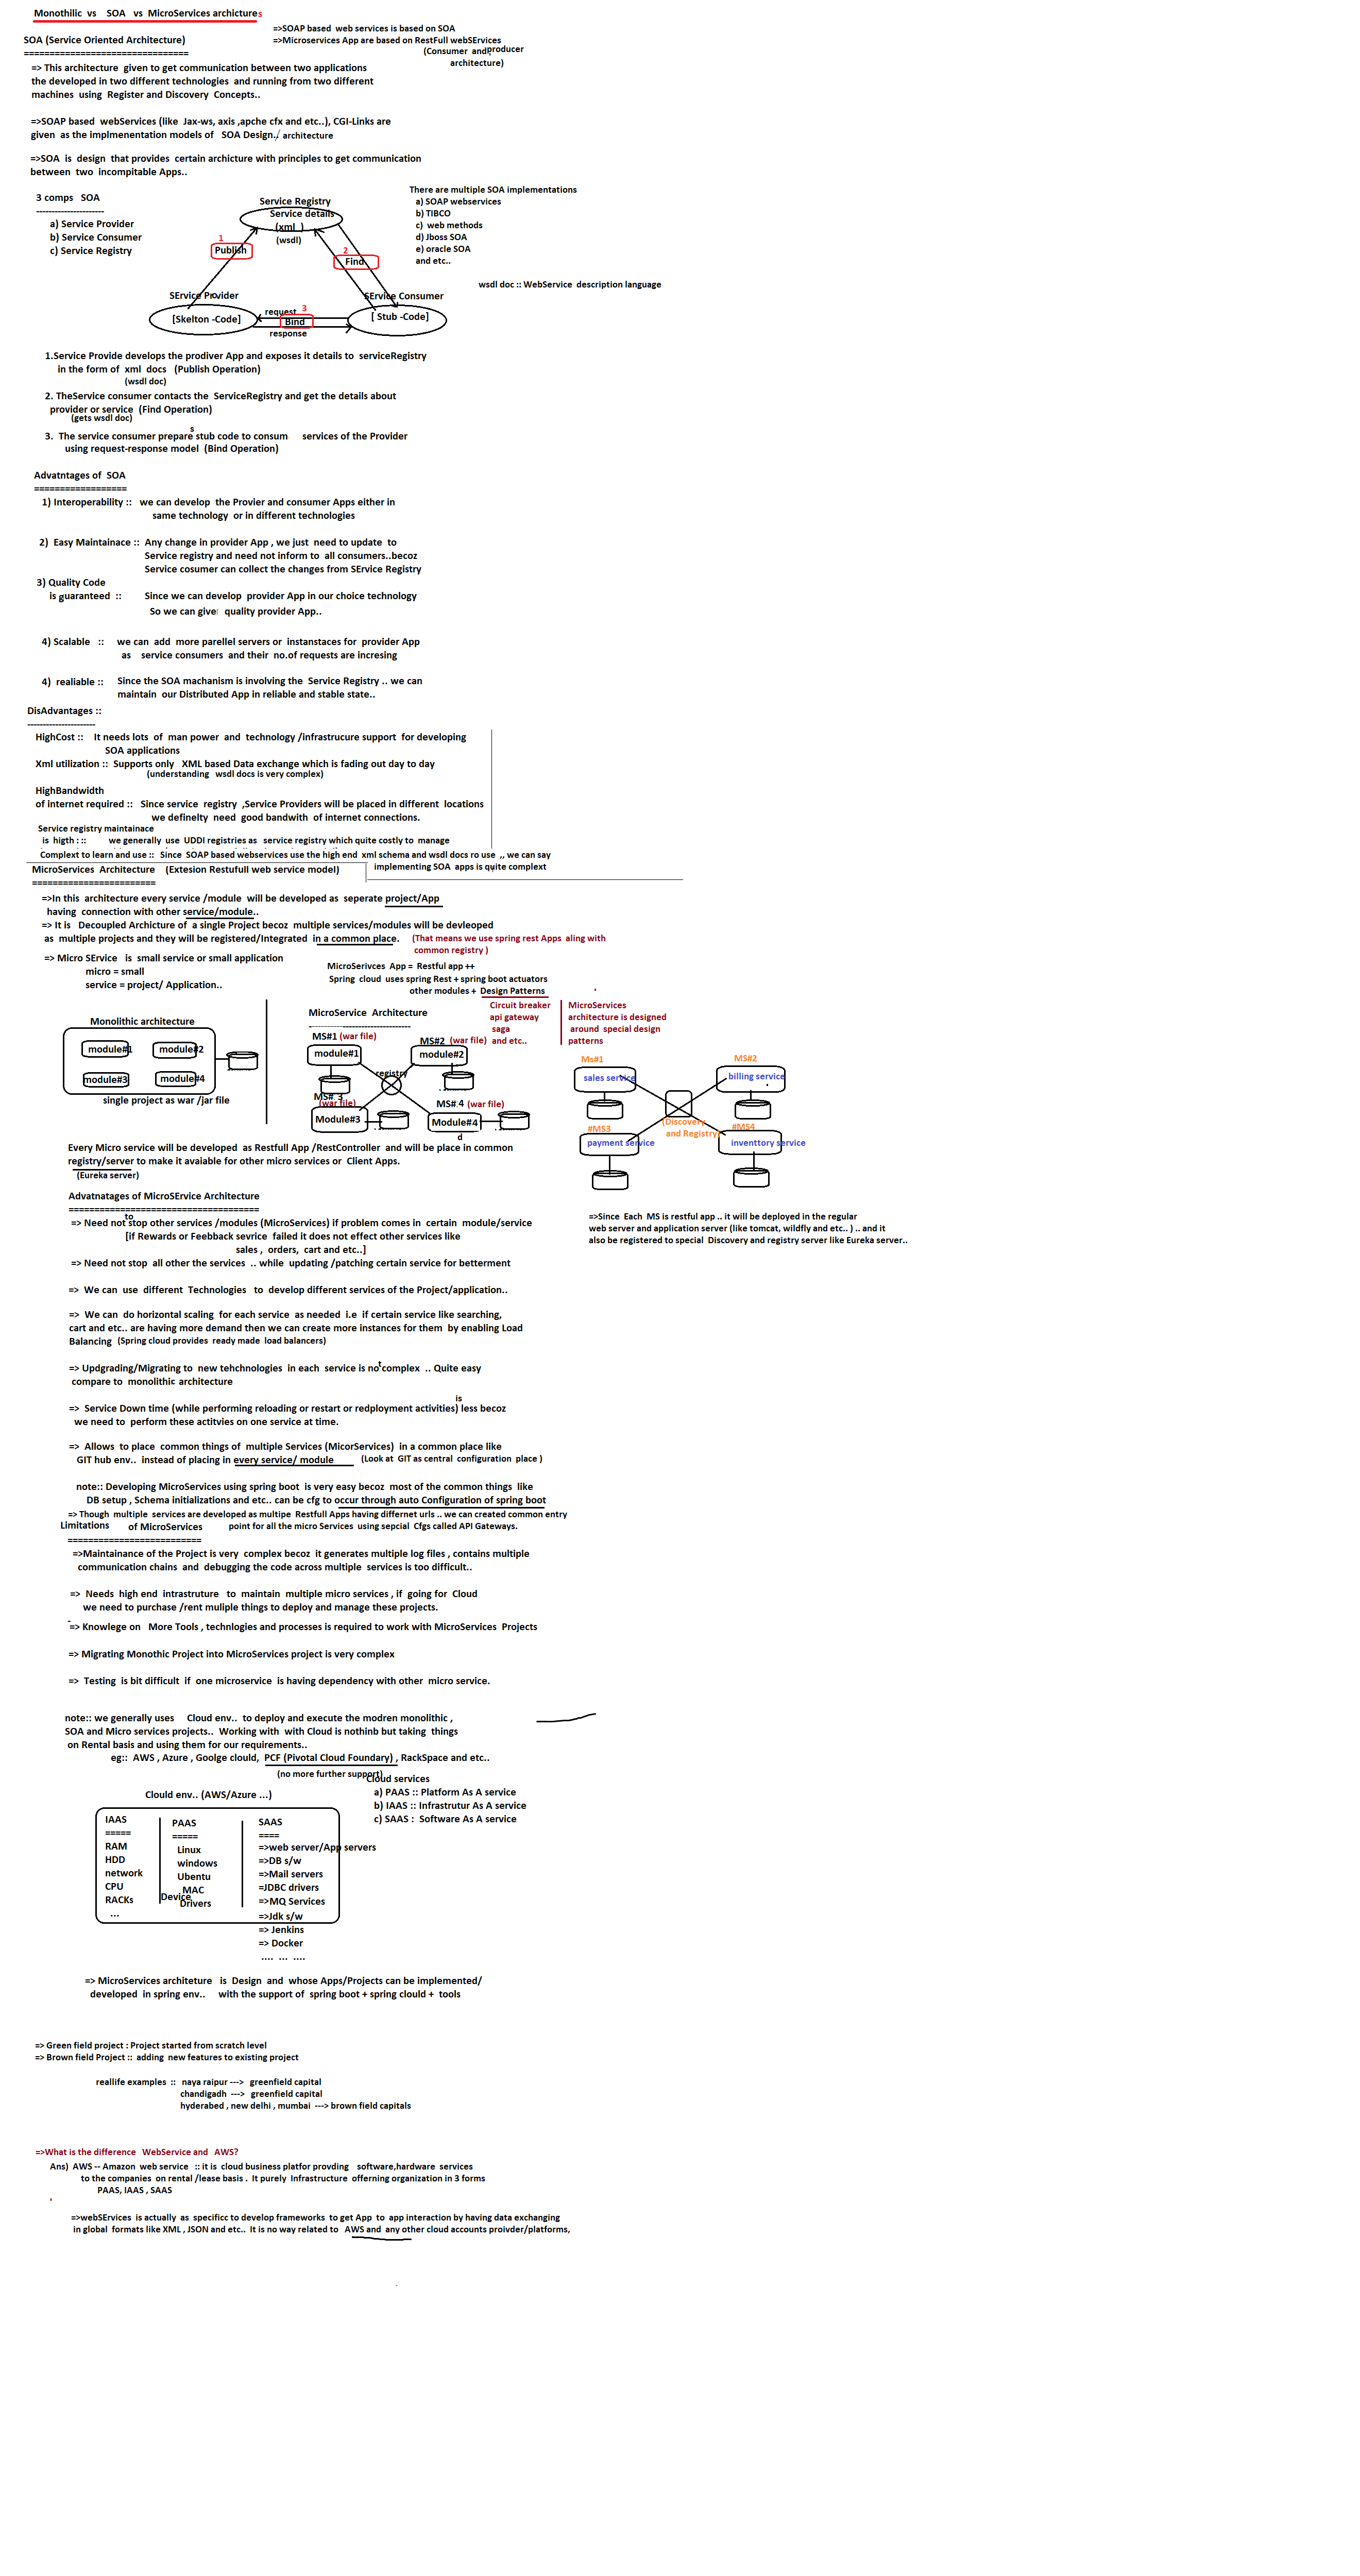 Monothilic vs SOA vs MicroServices archictures
=>SOAP based web services is based on SOA
=>Microservices App are based on RestFull webSErvices
(Consumer and producer
architecture)
SOA (Service Oriented Architecture)
================================
=> This architecture given to get communication between two applications
the developed in two different technologies and running from two different
machines using Register and Discovery Concepts..
=>SOAP based webServices (like Jax-ws, axis ,apche cfx and etc..), CGI-Links are
given as the implmenentation models of SOA Design../ architecture
=>SOA is design that provides certain archicture with principles to get communication
between two incompitable Apps..
3 comps SOA
----------------------
a) Service Provider
b) Service Consumer
c) Service Registry
Service Registry
Service details
(xml )
(wsdl)
1
Publish
2
Find
SErvice Provider
[Skelton -Code]
SErvice Consumer
[ Stub -Code]
request 3
Bind
response
There are multiple SOA implementations
a) SOAP webservices
b) TIBCO
c) web methods
d) Jboss SOA
e) oracle SOA
and etc..
wsdl doc :: WebService description language
1.Service Provide develops the prodiver App and exposes it details to serviceRegistry
in the form of xml docs (Publish Operation)
(wsdl doc)
2. TheService consumer contacts the ServiceRegistry and get the details about
provider or service (Find Operation)
(gets wsdl doc)
s
3. The service consumer prepare stub code to consum services of the Provider
using request-response model (Bind Operation)
Advatntages of SOA
==================
1) Interoperability :: we can develop the Provier and consumer Apps either in
same technology or in different technologies
2) Easy Maintainace :: Any change in provider App , we just need to update to
Service registry and need not inform to all consumers..becoz
Service cosumer can collect the changes from SErvice Registry
3) Quality Code
is guaranteed :: Since we can develop provider App in our choice technology
So we can give quality provider App..
4) Scalable :: we can add more parellel servers or instanstaces for provider App
as service consumers and their no.of requests are incresing
4) realiable :: Since the SOA machanism is involving the Service Registry .. we can
maintain our Distributed App in reliable and stable state..
DisAdvantages ::
----------------------
HighCost :: It needs lots of man power and technology /infrastrucure support for developing
SOA applications
Xml utilization :: Supports only XML based Data exchange which is fading out day to day
(understanding wsdl docs is very complex)
HighBandwidth
of internet required :: Since service registry ,Service Providers will be placed in different locations
we definelty need good bandwith of internet connections.
Service registry maintainace
is higth : :: we generally use UDDI registries as service registry which quite costly to manage
Complext to learn and use :: Since SOAP based webservices use the high end xml schema and wsdl docs ro use ,, we can say
implementing SOA apps is quite complext
MicroServices Architecture (Extesion Restufull web service model)
========================
=>In this architecture every service /module will be developed as seperate project/App
having connection with other service/module..
=> It is Decoupled Archicture of a single Project becoz multiple services/modules will be devleoped
as multiple projects and they will be registered/Integrated in a common place. (That means we use spring rest Apps aling with
common registry )
=> Micro SErvice is small service or small application
micro = small
service = project/ Application..
MicroSerivces App = Restful app ++
Spring cloud uses spring Rest + spring boot actuators
other modules + Design Patterns
Circuit breaker
api gateway
saga
and etc..
MicroServices
architecture is designed
around special design
patterns
Monolithic architecture
module#1
module#2
module#3
module#4
single project as war /jar file
MicroService Architecture
-------------------------
MS#1 (war file)
module#1
MS#2 (war file)
module#2
registry
MS# 3
(war file)
Module#3
MS#.4 (war file)
Module#4
d
Ms#1
sales service
MS#2
billing service
(Discovery
and Registry)
#MS3
payment service
#MS4
inventtory service
Every Micro service will be developed as Restfull App /RestController and will be place in common
registry/server to make it avaiable for other micro services or Client Apps.
(Eureka server)
=>Since Each MS is restful app .. it will be deployed in the regular
web server and application server (like tomcat, wildfly and etc.. ) .. and it
also be registered to special Discovery and registry server like Eureka server..
Advatnatages of MicroSErvice Architecture
=====================================
to
=> Need not stop other services /modules (MicroServices) if problem comes in certain module/service
[if Rewards or Feebback sevrice failed it does not effect other services like
sales , orders, cart and etc..]
=> Need not stop all other the services .. while updating /patching certain service for betterment
=> We can use different Technologies to develop different services of the Project/application..
=> We can do horizontal scaling for each service as needed i.e if certain service like searching,
cart and etc.. are having more demand then we can create more instances for them by enabling Load
Balancing (Spring cloud provides ready made load balancers)
=> Updgrading/Migrating to new tehchnologies in each service is not complex .. Quite easy
compare to monolithic architecture
is
=> Service Down time (while performing reloading or restart or redployment activities) less becoz
we need to perform these actitvies on one service at time.
=> Allows to place common things of multiple Services (MicorServices) in a common place like
GIT hub env.. instead of placing in every service/ module (Look at GIT as central configuration place )
note:: Developing MicroServices using spring boot is very easy becoz most of the common things like
DB setup , Schema initializations and etc.. can be cfg to occur through auto Configuration of spring boot
=> Though multiple services are developed as multipe Restfull Apps having differnet urls .. we can created common entry
point for all the micro Services using sepcial Cfgs called API Gateways.
Limitations of MicroServices
==========================
=>Maintainance of the Project is very complex becoz it generates multiple log files , contains multiple
communication chains and debugging the code across multiple services is too difficult..
=> Needs high end intrastruture to maintain multiple micro services , if going for Cloud
we need to purchase /rent muliple things to deploy and manage these projects.
=> Knowlege on More Tools , technlogies and processes is required to work with MicroServices Projects
=> Migrating Monothic Project into MicroServices project is very complex
=> Testing is bit difficult if one microservice is having dependency with other micro service.
note:: we generally uses Cloud env.. to deploy and execute the modren monolithic ,
SOA and Micro services projects.. Working with with Cloud is nothinb but taking things
on Rental basis and using them for our requirements..
eg:: AWS , Azure , Goolge clould, PCF (Pivotal Cloud Foundary) , RackSpace and etc..
(no more further support)
Cloud services
a) PAAS :: Platform As A service
b) IAAS :: Infrastrutur As A service
c) SAAS : Software As A service
Clould env.. (AWS/Azure ...)
IAAS
=====
RAM
HDD
network
CPU
RACKs
...
PAAS
=====
Linux
windows
Ubentu
MAC
Device
Drivers
SAAS
====
=>web server/App servers
=>DB s/w
=>Mail servers
=JDBC drivers
=>MQ Services
=>Jdk s/w
=> Jenkins
=> Docker
.... ... ....
=> MicroServices architeture is Design and whose Apps/Projects can be implemented/
developed in spring env.. with the support of spring boot + spring clould + tools
=> Green field project : Project started from scratch level
=> Brown field Project :: adding new features to existing project
reallife examples :: naya raipur ---> greenfield capital
chandigadh ---> greenfield capital
hyderabed , new delhi , mumbai ---> brown field capitals
=>What is the difference WebService and AWS?
Ans) AWS -- Amazon web service :: it is cloud business platfor provding software,hardware services
to the companies on rental /lease basis . It purely Infrastructure offerning organization in 3 forms
PAAS, IAAS , SAAS
=>webSErvices is actually as specificc to develop frameworks to get App to app interaction by having data exchanging
in global formats like XML , JSON and etc.. It is no way related to AWS and any other cloud accounts proivder/platforms,